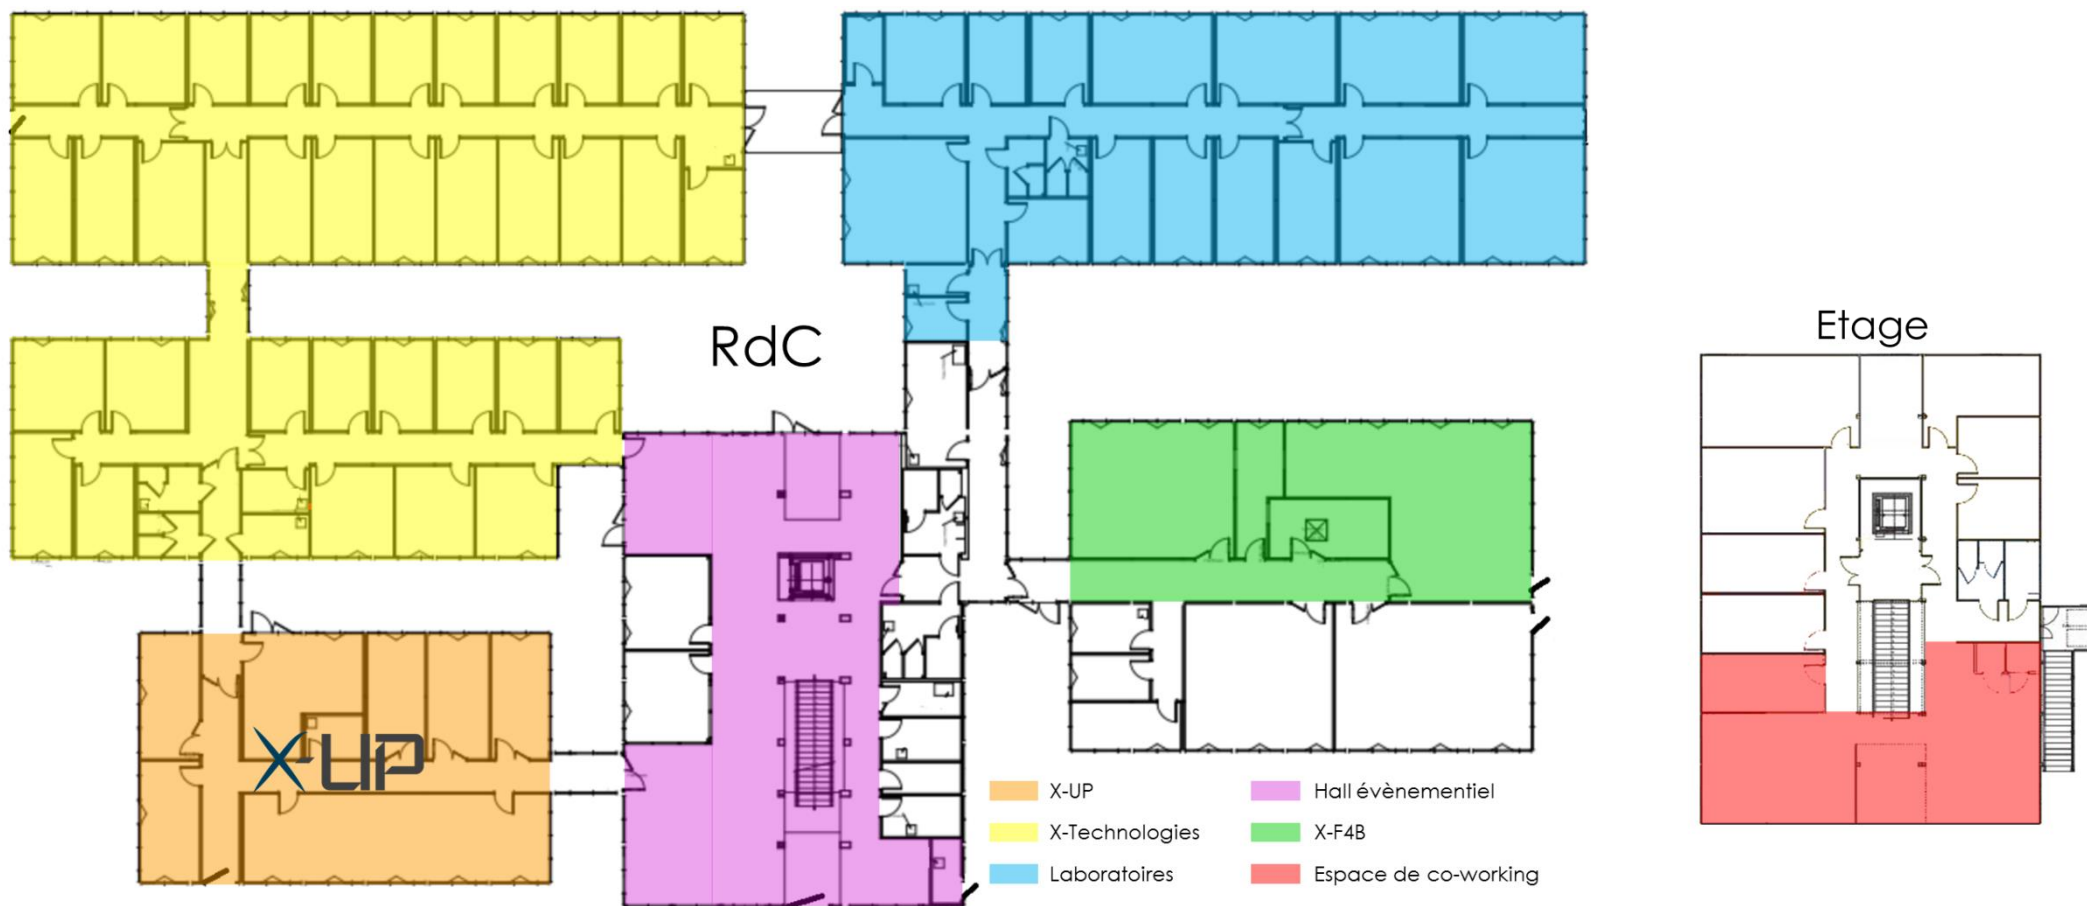 RdC
Etage
X-UP
X-UP
X-Technologies
Laboratoires
Hall évènementiel
X-F4B
Espace de co-working